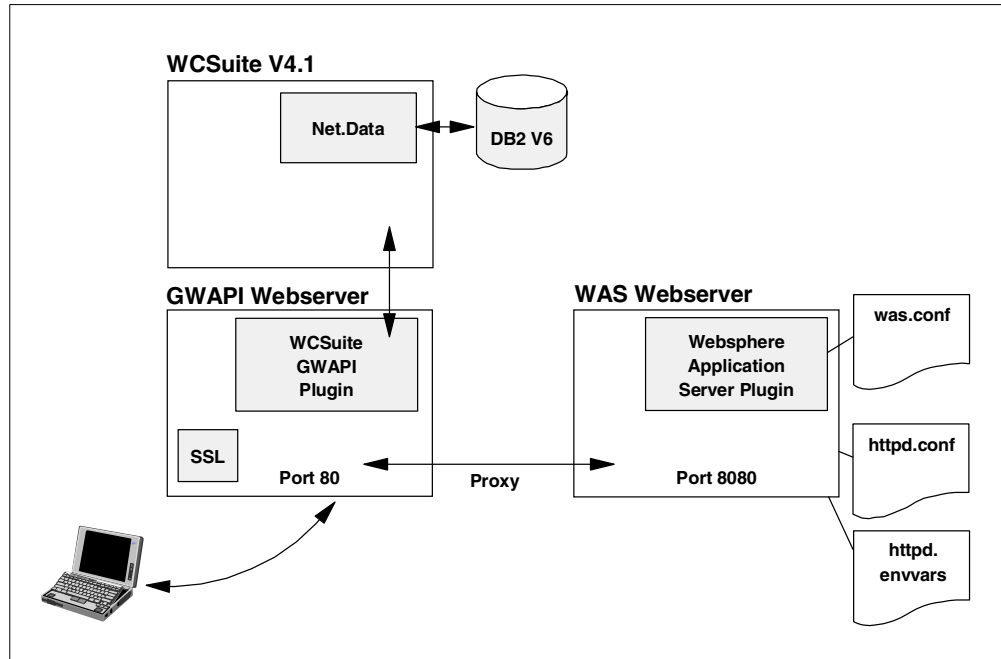 WCSuite V4.1
Net.Data
DB2 V6
GWAPI Webserver
WCSuite
GWAPI
Plugin
SSL
Port 80
Proxy
WAS Webserver
Websphere
Application
Server Plugin
Port 8080
was.conf
httpd.conf
httpd.
envvars